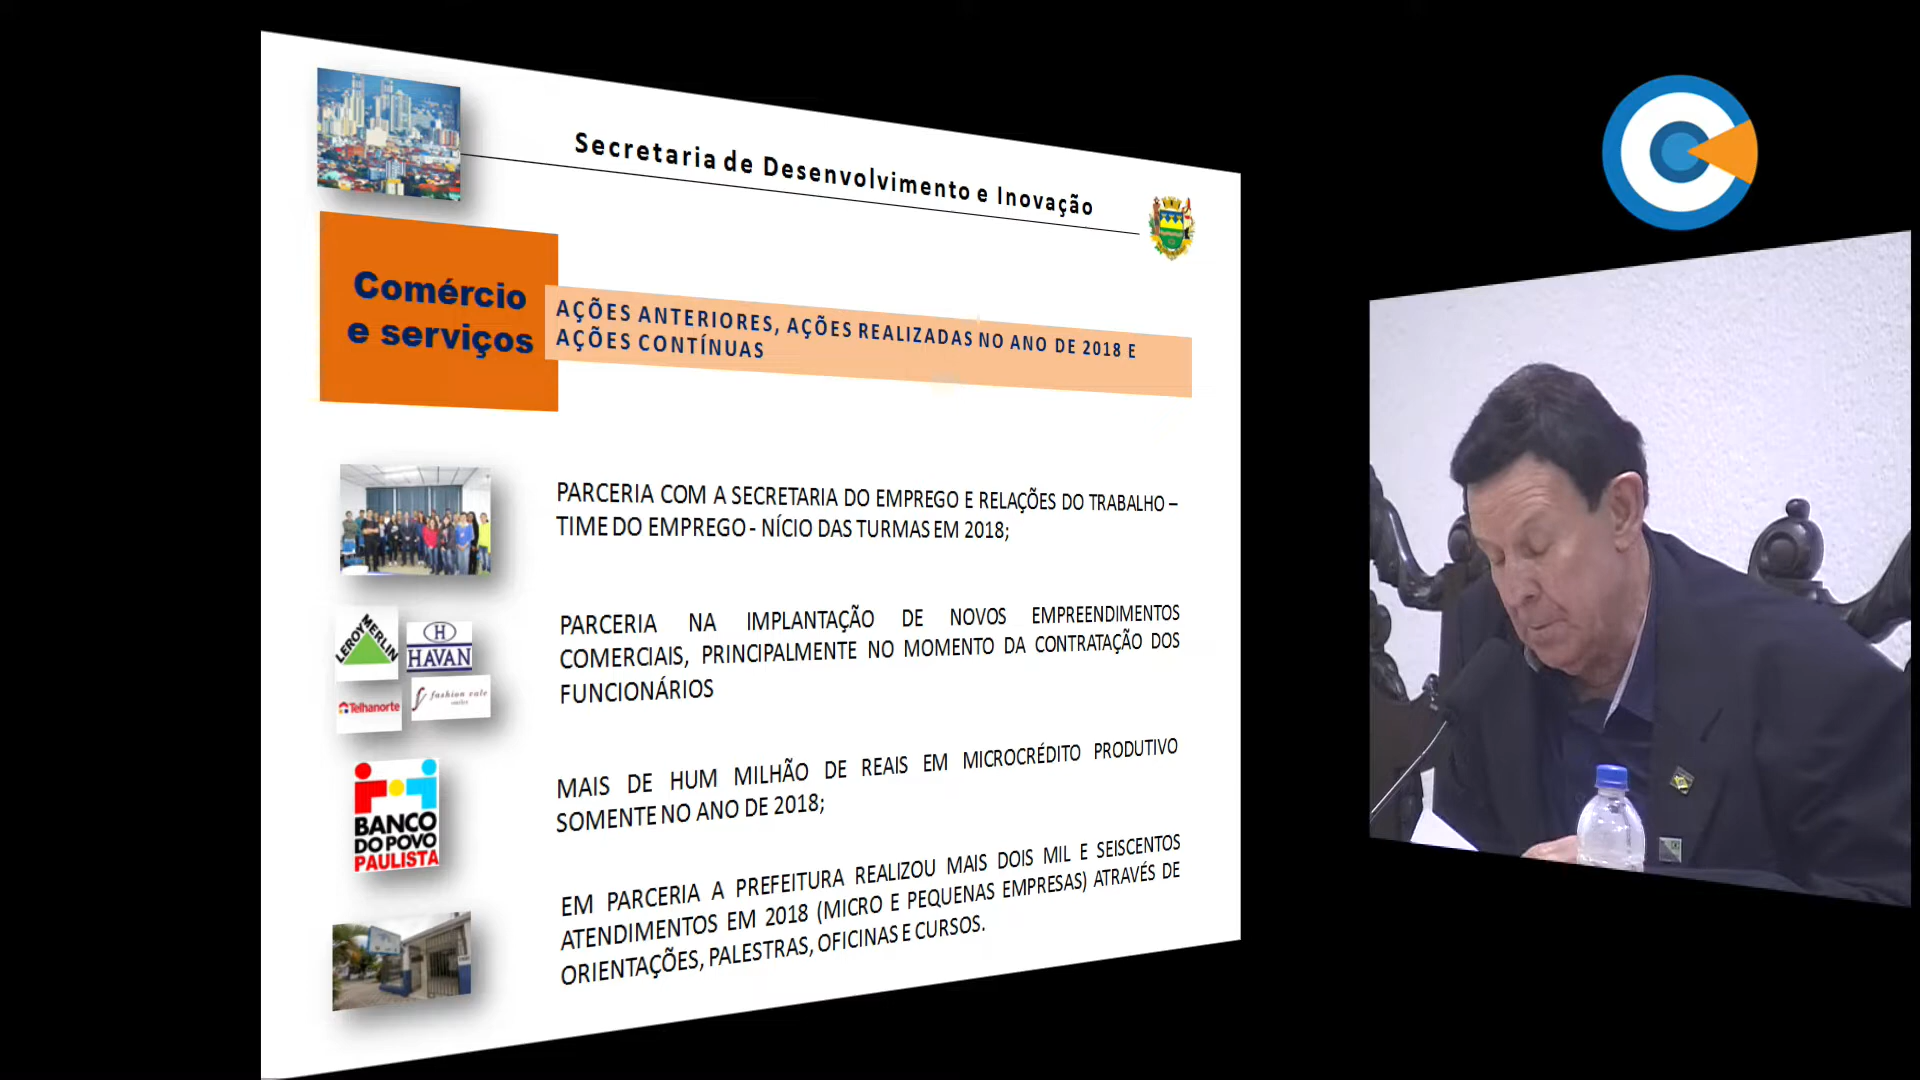 Secretaria de Desenvolvimento e Inovação
Comércio
e serviços
AÇÕES ANTERIORES, AÇÕES REALIZADAS NO ANO DE 2018 E
AÇÕES CONTÍNUAS
PARCERIA COM A SECRETARIA DO EMPREGO E RELAÇÕES DO TRABALHO –
TIME DO EMPREGO - NÍCIO DAS TURMAS EM 2018;
LEROY MERLIN
H
HAVAN
Telhanorte
fashion vale
outlet
PARCERIA NA IMPLANTAÇÃO DE NOVOS EMPREENDIMENTOS
COMERCIAIS, PRINCIPALMENTE NO MOMENTO DA CONTRATAÇÃO DOS
FUNCIONÁRIOS
BANCO
DO POVO
PAULISTA
MAIS DE HUM MILHÃO DE REAIS EM MICROCRÉDITO PRODUTIVO
SOMENTE NO ANO DE 2018;
EM PARCERIA A PREFEITURA REALIZOU MAIS DOIS MIL E SEISCENTOS
ATENDIMENTOS EM 2018 (MICRO E PEQUENAS EMPRESAS) ATRAVÉS DE
ORIENTAÇÕES, PALESTRAS, OFICINAS E CURSOS.